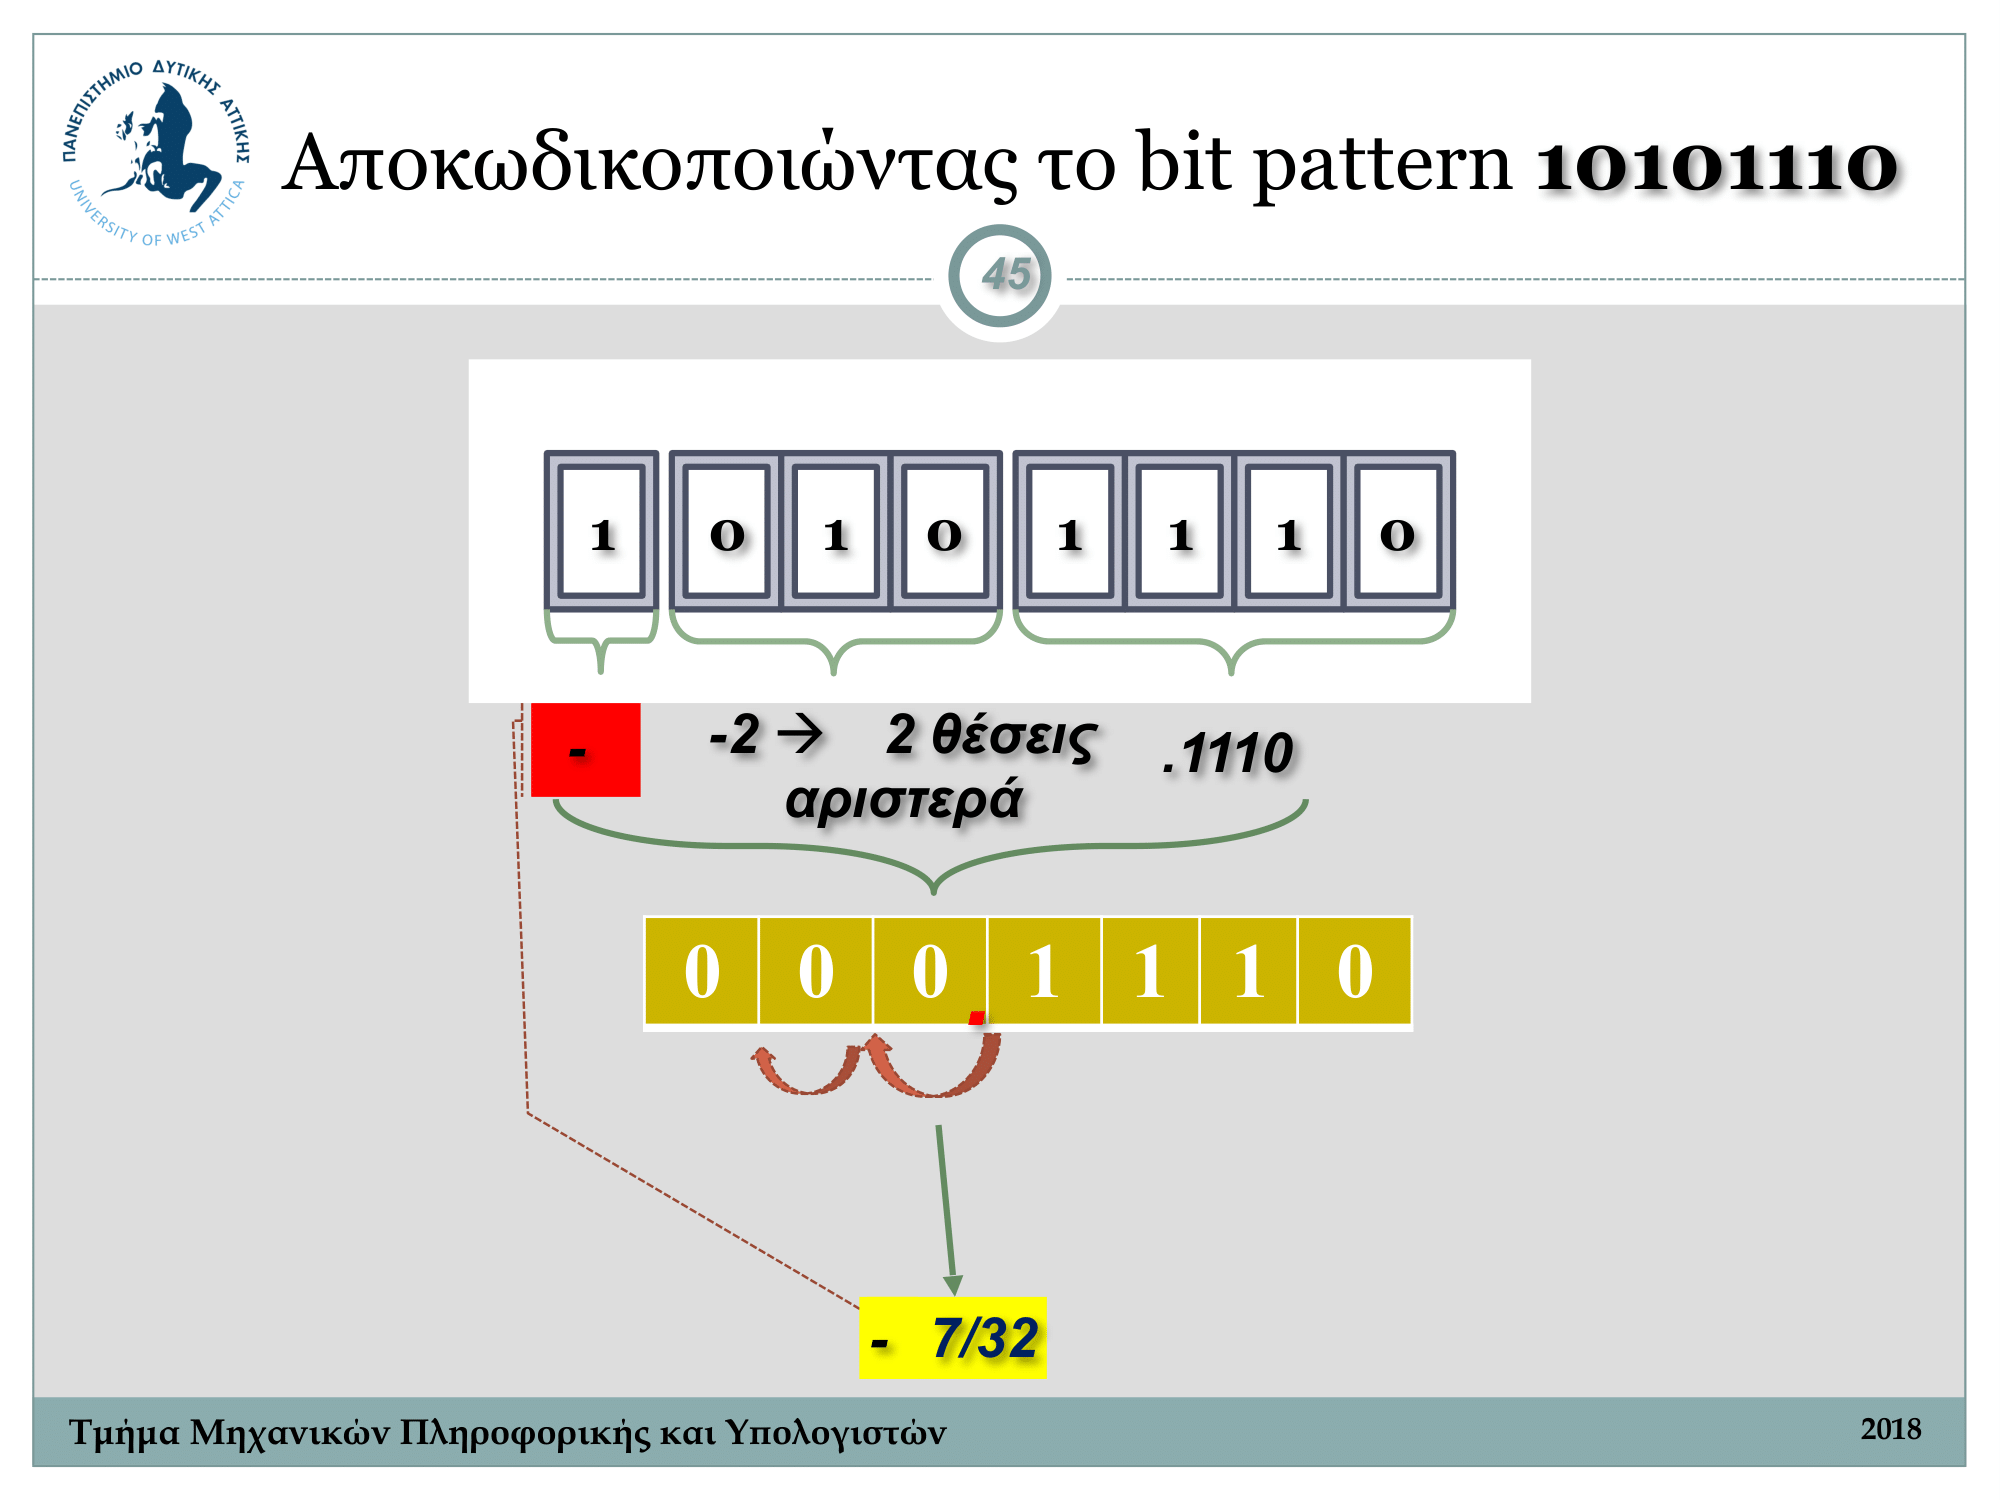 ΠΑΝΕΠΙΣΤΗΜΙΟ ΔΥΤΙΚΗΣ ΑΤΤΙΚΗΣ
UNIVERSITY OF WEST ATTICA
Αποκωδικοποιώντας το bit pattern 10101110
45
1 0 1 0 1 1 1 0
- -2 → 2 θέσεις .1110
αριστερά
0 0 0 . 1 1 1 0
- 7/32
Τμήμα Μηχανικών Πληροφορικής και Υπολογιστών 2018